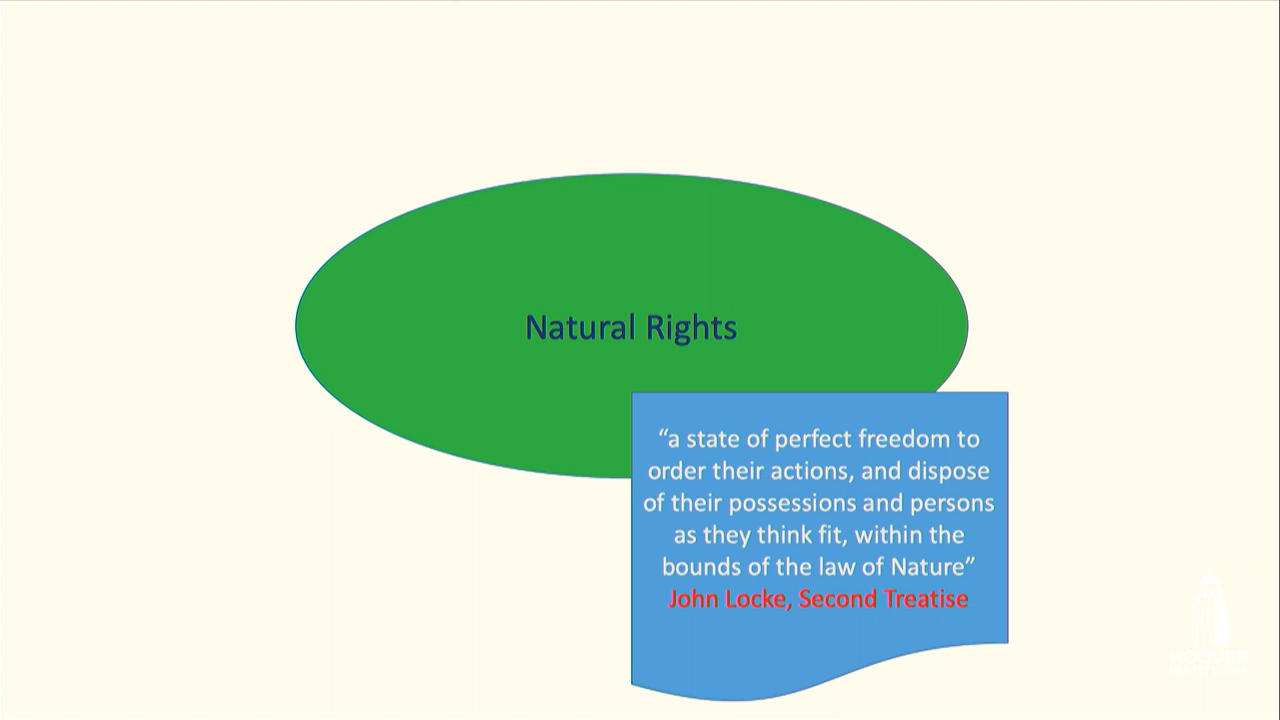 Natural Rights
“a state of perfect freedom to
order their actions, and dispose
of their possessions and persons
as they think fit, within the
bounds of the law of Nature”
John Locke, Second Treatise
HOOVER